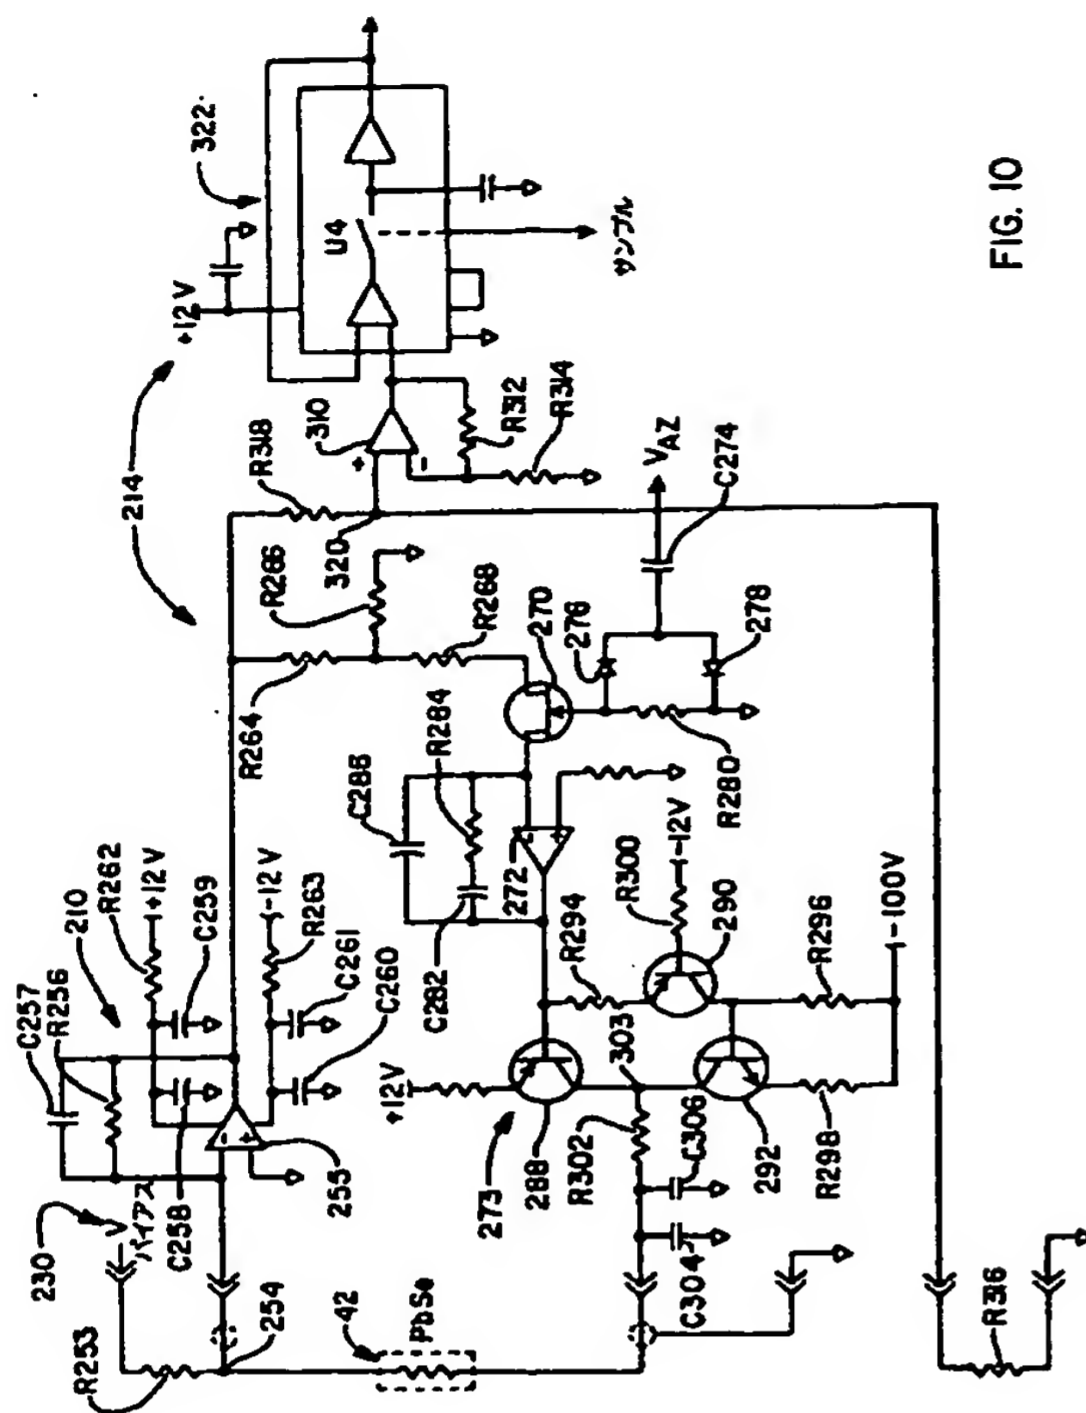 214
+12V
322
U4
サンプル
R318
310
+
-
R312
R314
320
R266
R264
R268
270
276
278
VAZ
C274
R280
R284
C286
C282
272
-
+
R294
R300
-12V
290
R296
-100V
R298
292
303
288
273
+12V
R302
C306
C304
210
R262
+12V
C259
R256
C257
C258
-12V
R263
C261
C260
255
-
+
230
V
バイアス
R253
254
42
PbSe
R316
FIG. 10